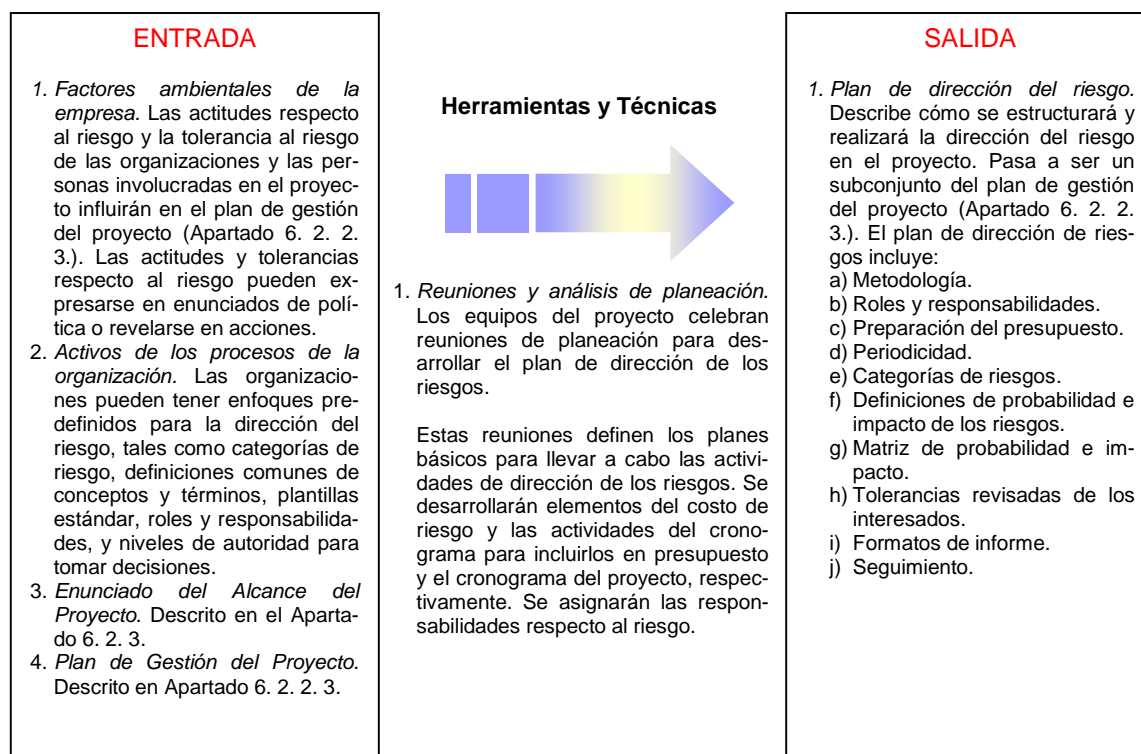 ENTRADA
1. Factores ambientales de la
empresa. Las actitudes respecto
al riesgo y la tolerancia al riesgo
de las organizaciones y las per-
sonas involucradas en el proyec-
to influirán en el plan de gestión
del proyecto (Apartado 6. 2. 2.
3.). Las actitudes y tolerancias
respecto al riesgo pueden ex-
presarse en enunciados de polí-
tica o revelarse en acciones.
2. Activos de los procesos de la
organización. Las organizacio-
nes pueden tener enfoques pre-
definidos para la dirección del
riesgo, tales como categorías de
riesgo, definiciones comunes de
conceptos y términos, plantillas
estándar, roles y responsabilida-
des, y niveles de autoridad para
tomar decisiones.
3. Enunciado del Alcance del
Proyecto. Descrito en el Aparta-
do 6. 2. 3.
4. Plan de Gestión del Proyecto.
Descrito en Apartado 6. 2. 2. 3.
Herramientas y Técnicas
1. Reuniones y análisis de planeación.
Los equipos del proyecto celebran
reuniones de planeación para des-
arrollar el plan de dirección de los
riesgos.
Estas reuniones definen los planes
básicos para llevar a cabo las activi-
dades de dirección de los riesgos. Se
desarrollarán elementos del costo de
riesgo y las actividades del crono-
grama para incluirlos en presupuesto
y el cronograma del proyecto, respec-
tivamente. Se asignarán las respon-
sabilidades respecto al riesgo.
SALIDA
1. Plan de dirección del riesgo.
Describe cómo se estructurará y
realizará la dirección del riesgo
en el proyecto. Pasa a ser un
subconjunto del plan de gestión
del proyecto (Apartado 6. 2. 2.
3.). El plan de dirección de ries-
gos incluye:
a) Metodología.
b) Roles y responsabilidades.
c) Preparación del presupuesto.
d) Periodicidad.
e) Categorías de riesgos.
f) Definiciones de probabilidad e
impacto de los riesgos.
g) Matriz de probabilidad e im-
pacto.
h) Tolerancias revisadas de los
interesados.
i) Formatos de informe.
j) Seguimiento.